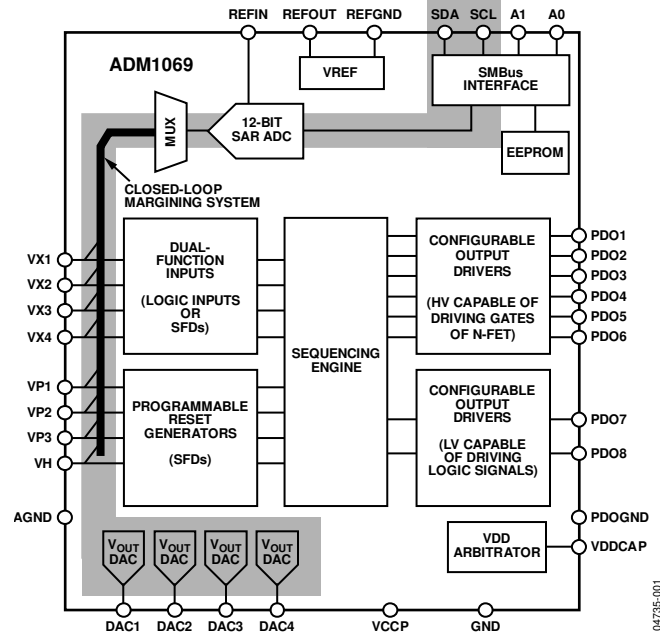 REFIN
REFOUT
REFGND
SDA
SCL
A1
A0
ADM1069
VREF
SMBus
INTERFACE
MUX
12-BIT
SAR ADC
EEPROM
CLOSED-LOOP
MARGINING SYSTEM
VX1
VX2
VX3
VX4
VP1
VP2
VP3
VH
AGND
DUAL-
FUNCTION
INPUTS
(LOGIC INPUTS
OR
SFDs)
PROGRAMMABLE
RESET
GENERATORS
(SFDs)
SEQUENCING
ENGINE
CONFIGURABLE
OUTPUT
DRIVERS
(HV CAPABLE OF
DRIVING GATES
OF N-FET)
CONFIGURABLE
OUTPUT
DRIVERS
(LV CAPABLE
OF DRIVING
LOGIC SIGNALS)
PDO1
PDO2
PDO3
PDO4
PDO5
PDO6
PDO7
PDO8
PDOGND
VDDCAP
VDD
ARBITRATOR
VOUT
DAC
VOUT
DAC
VOUT
DAC
VOUT
DAC
DAC1
DAC2
DAC3
DAC4
VCCP
GND
04735-001